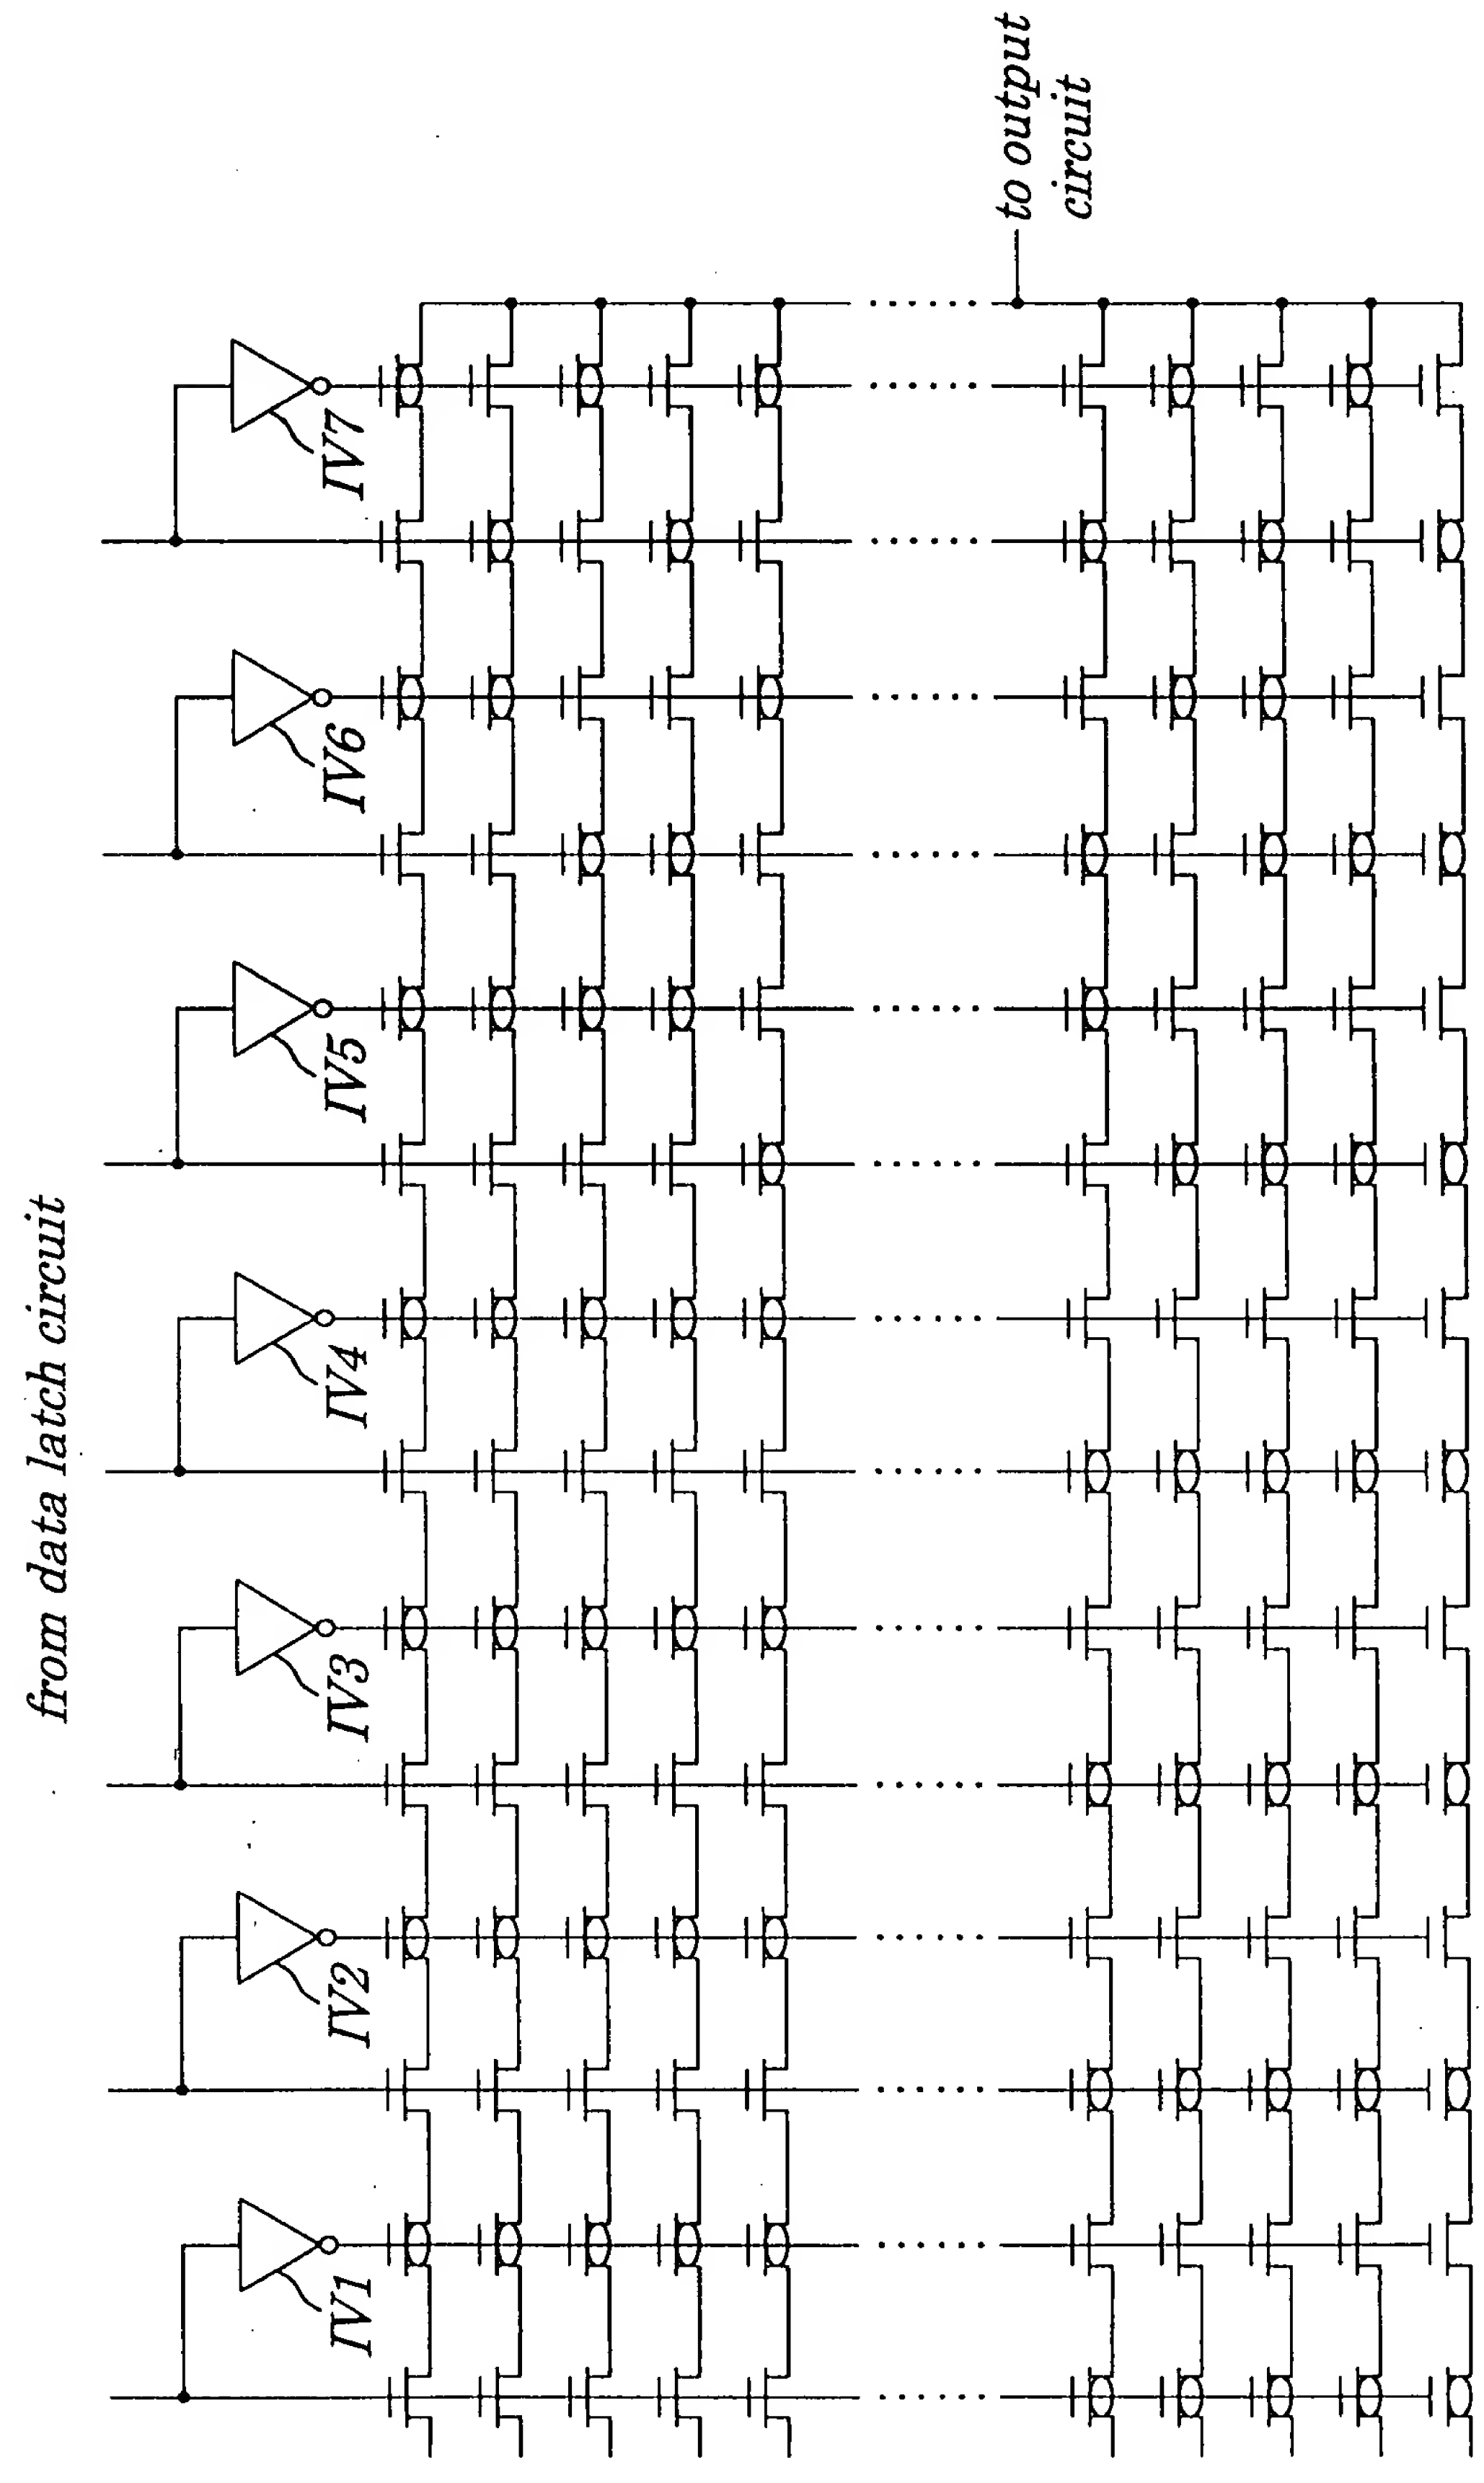 from data latch circuit
IV1
IV2
IV3
IV4
IV5
IV6
IV7
to output
circuit